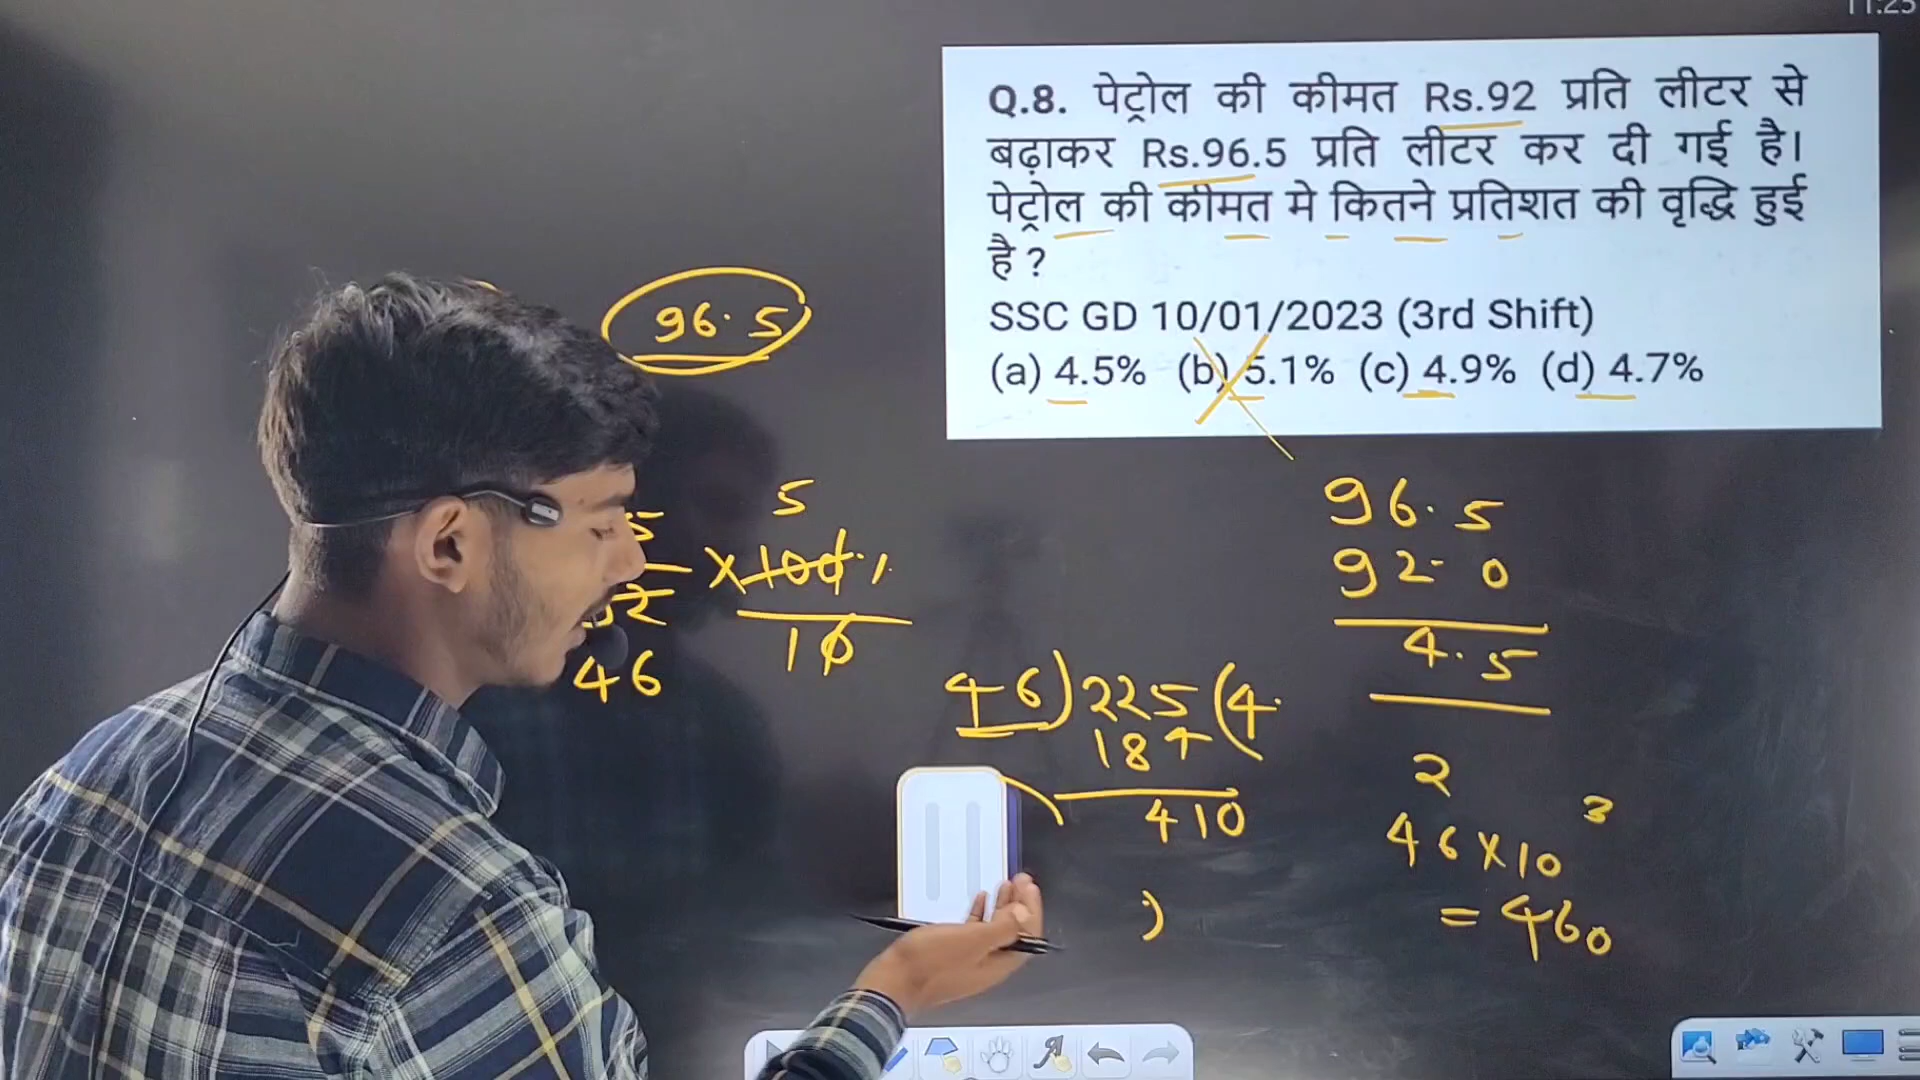 11:25
Q.8. पेट्रोल की कीमत Rs.92 प्रति लीटर से
बढ़ाकर Rs.96.5 प्रति लीटर कर दी गई है।
पेट्रोल की कीमत मे कितने प्रतिशत की वृद्धि हुई
है ?
SSC GD 10/01/2023 (3rd Shift)
(a) 4.5% (b) 5.1% (c) 4.9% (d) 4.7%
96.5
5
×100%
10
46
46)225(4.
184
410
)
96.5
92.0
4.5
2
3
46×10
=460